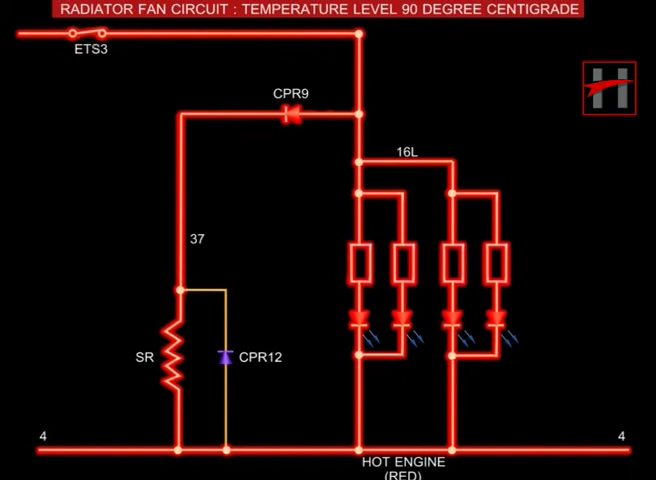 RADIATOR FAN CIRCUIT : TEMPERATURE LEVEL 90 DEGREE CENTIGRADE
ETS3
CPR9
16L
37
SR
CPR12
4
4
HOT ENGINE
(RED)